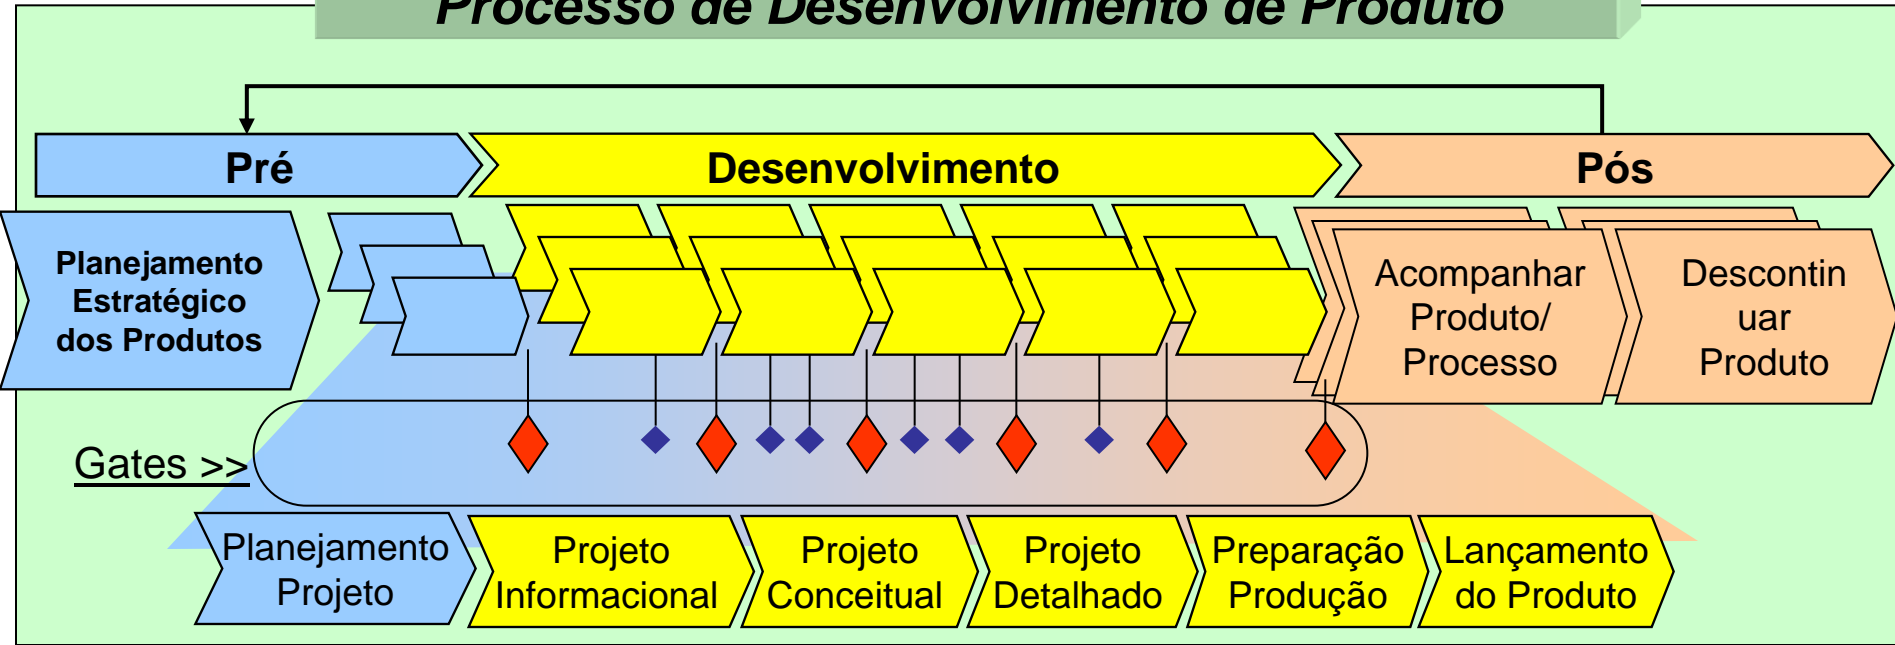 Processo de Desenvolvimento de Produto
Pré
Desenvolvimento
Pós
Planejamento
Estratégico
dos Produtos
Acompanhar
Produto/
Processo
Descontin
uar
Produto
Gates >>
Planejamento
Projeto
Projeto
Informacional
Projeto
Conceitual
Projeto
Detalhado
Preparação
Produção
Lançamento
do Produto